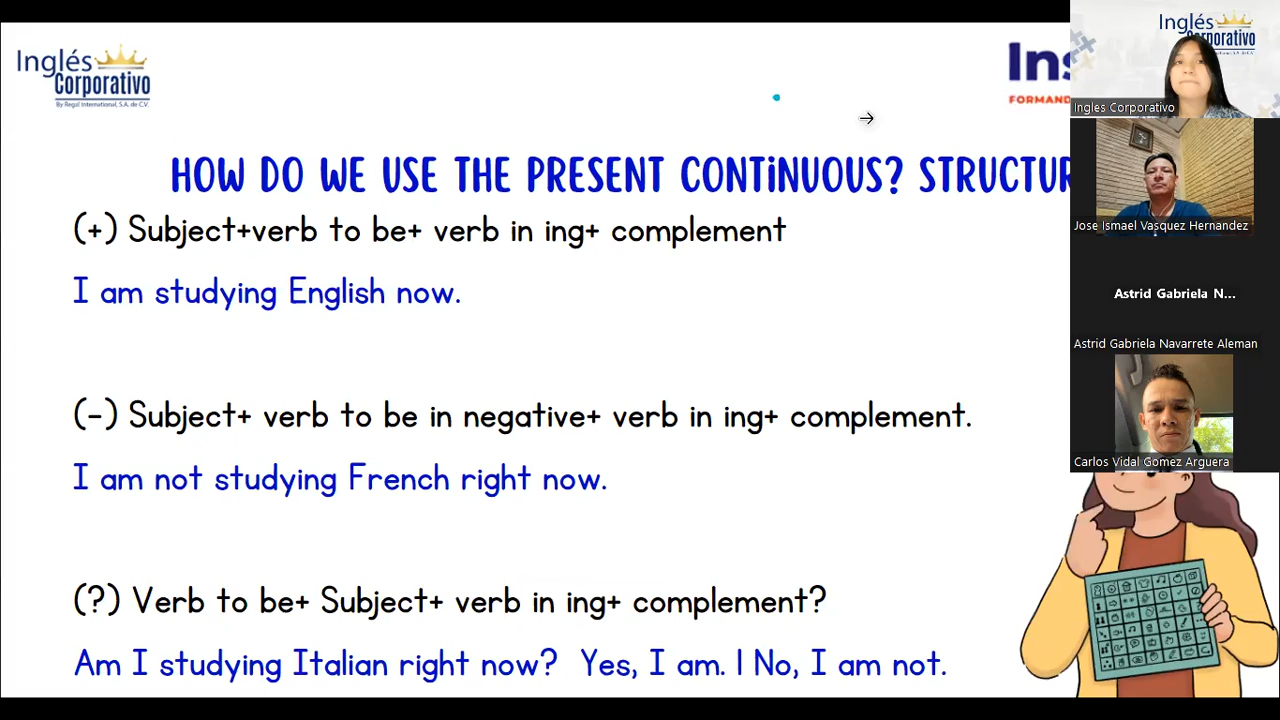 Inglés
Corporativo
By Regal International, S.A. de C.V.
Ins
FORMAND
HOW DO WE USE THE PRESENT CONTINUOUS? STRUCTUR
(+) Subject+verb to be+ verb in ing+ complement
I am studying English now.
(-) Subject+ verb to be in negative+ verb in ing+ complement.
I am not studying French right now.
(?) Verb to be+ Subject+ verb in ing+ complement?
Am I studying Italian right now? Yes, I am. | No, I am not.
Inglés
Corporativo
Ingles Corporativo
Jose Ismael Vasquez Hernandez
Astrid Gabriela N...
Astrid Gabriela Navarrete Aleman
Carlos Vidal Gomez Arguera